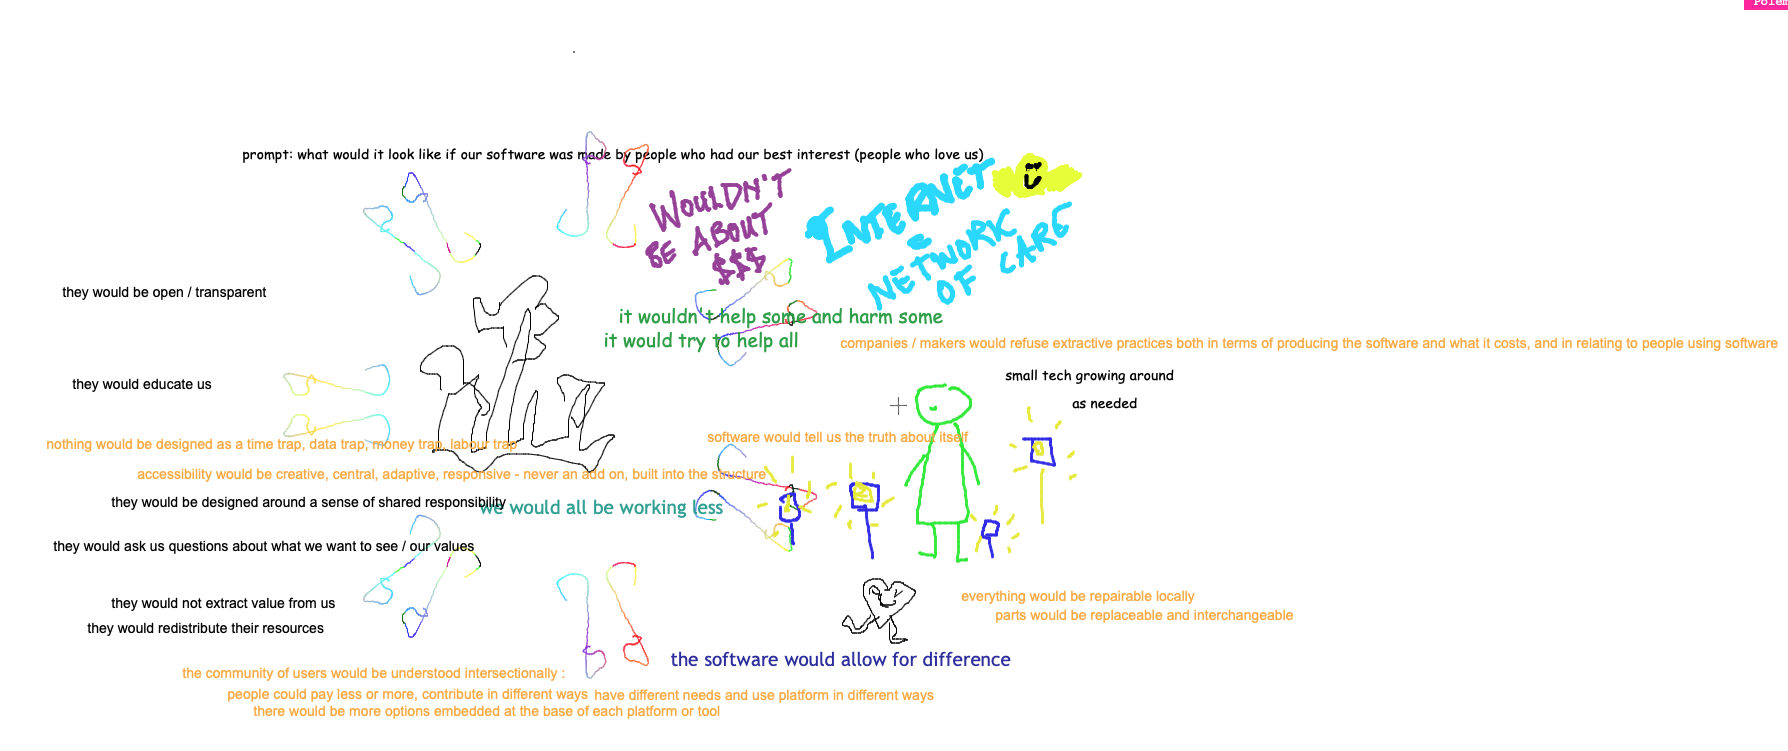 prompt: what would it look like if our software was made by people who had our best interest (people who love us)
WOULDN'T
BE ABOUT
$$$
INTERNET
=
NETWORK
OF CARE
they would be open / transparent
it wouldn't help some and harm some
it would try to help all
companies / makers would refuse extractive practices both in terms of producing the software and what it costs, and in relating to people using software
they would educate us
small tech growing around
as needed
nothing would be designed as a time trap, data trap, money trap, labour trap
software would tell us the truth about itself
accessibility would be creative, central, adaptive, responsive - never an add on, built into the structure
they would be designed around a sense of shared responsibility
we would all be working less
they would ask us questions about what we want to see / our values
they would not extract value from us
they would redistribute their resources
everything would be repairable locally
parts would be replaceable and interchangeable
the software would allow for difference
the community of users would be understood intersectionally :
people could pay less or more, contribute in different ways have different needs and use platform in different ways
there would be more options embedded at the base of each platform or tool